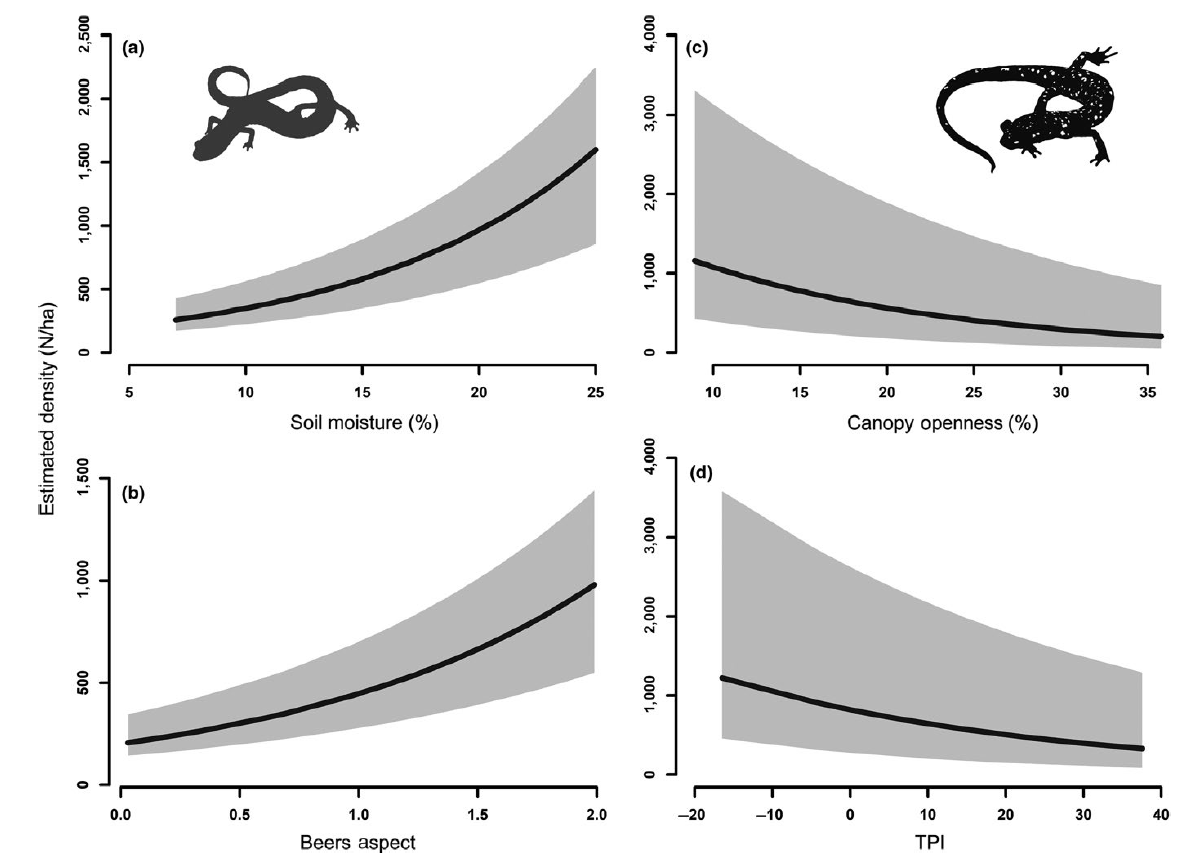 Estimated density (N/ha)
(a)
2,500
2,000
1,500
1,000
500
0
5 10 15 20 25
Soil moisture (%)
(c)
4,000
3,000
2,000
1,000
0
10 15 20 25 30 35
Canopy openness (%)
(b)
1,500
1,000
500
0
0.0 0.5 1.0 1.5 2.0
Beers aspect
(d)
4,000
3,000
2,000
1,000
0
−20 −10 0 10 20 30 40
TPI